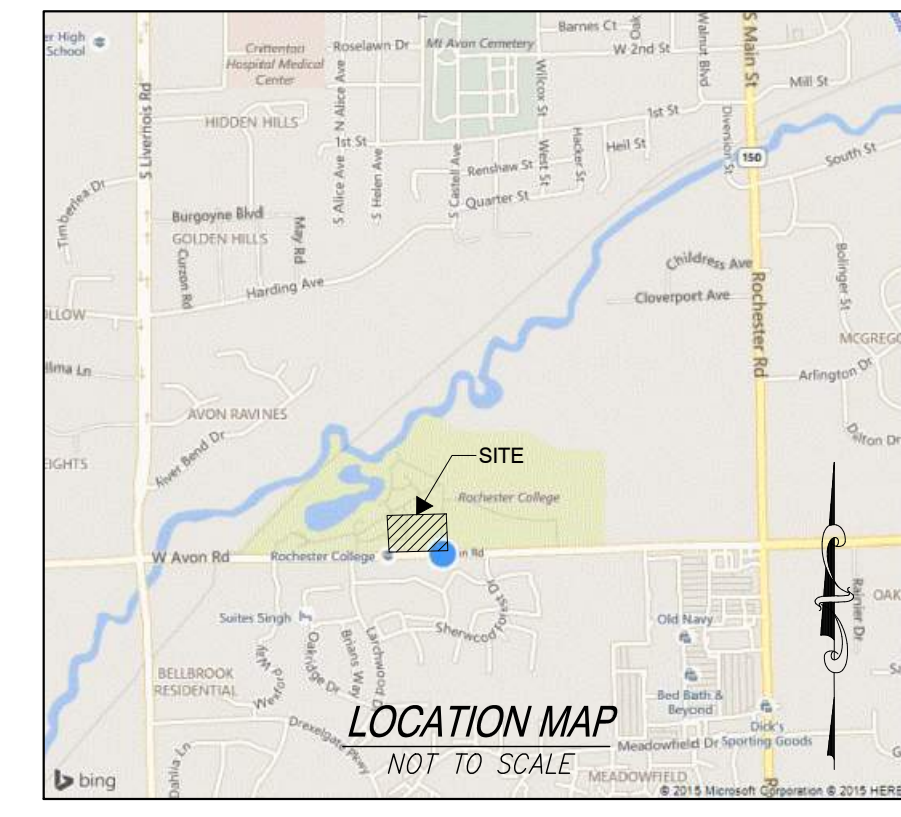 er High
School
Crittenton
Hospital Medical
Center
Roselawn Dr
Mt Avon Cemetery
Barnes Ct
Oak
W 2nd St
Walnut Blvd
S Main St
Mill St
S Livernois Rd
N Alice Ave
Wilcox St
HIDDEN HILLS
1st St
1st St
Diversion St
150
South St
Heil St
Hacker St
West St
Renshaw St
Quarter St
S Castell Ave
S Helen Ave
S Alice Ave
Timberlea Dr
Burgoyne Blvd
GOLDEN HILLS
May Rd
Curzon Rd
Harding Ave
Childress Ave
Cloverport Ave
Rochester Rd
Bolinger St
OLLOW
MCGREGO
Arlington Dr
lima Ln
AVON RAVINES
River Bend Dr
Dilton Dr
EIGHTS
SITE
Rochester College
W Avon Rd
Rochester College
n Rd
Rainier Dr
OAK
Suites Singh
Oakridge Dr
Brians Way
Larchwood D
Sherwood Forest Dr
Old Navy
BELLBROOK
RESIDENTIAL
Wexford Way
Bed Bath &
Beyond
Dick's
Sporting Goods
Drexelgate Pkwy
LOCATION MAP
NOT TO SCALE
Meadowfield Dr
MEADOWFIELD
Dahlia Ln
bing
© 2015 Microsoft Corporation © 2015 HERE